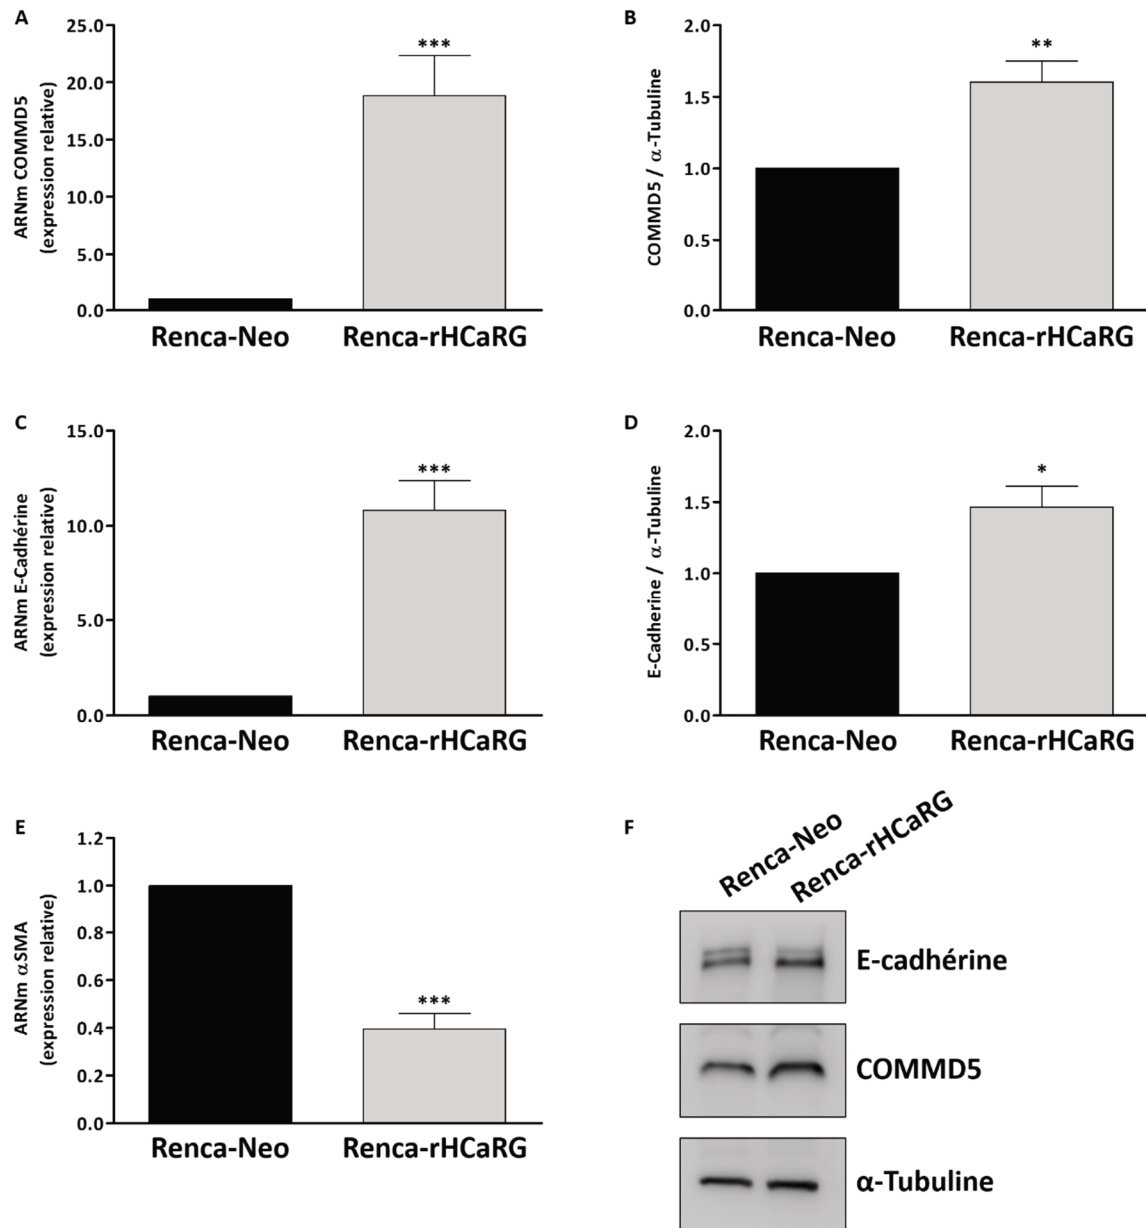 A
ARNm COMMD5
(expression relative)
25.0
20.0
15.0
10.0
5.0
0.0
***
Renca-Neo
Renca-rHCaRG
B
COMMD5 / α-Tubuline
2.0
1.5
1.0
0.5
0.0
**
Renca-Neo
Renca-rHCaRG
C
ARNm E-Cadhérine
(expression relative)
15.0
10.0
5.0
0.0
***
Renca-Neo
Renca-rHCaRG
D
E-Cadherine / α-Tubuline
2.0
1.5
1.0
0.5
0.0
*
Renca-Neo
Renca-rHCaRG
E
ARNm αSMA
(expression relative)
1.2
1.0
0.8
0.6
0.4
0.2
0.0
***
Renca-Neo
Renca-rHCaRG
F
Renca-Neo
Renca-rHCaRG
E-cadhérine
COMMD5
α-Tubuline